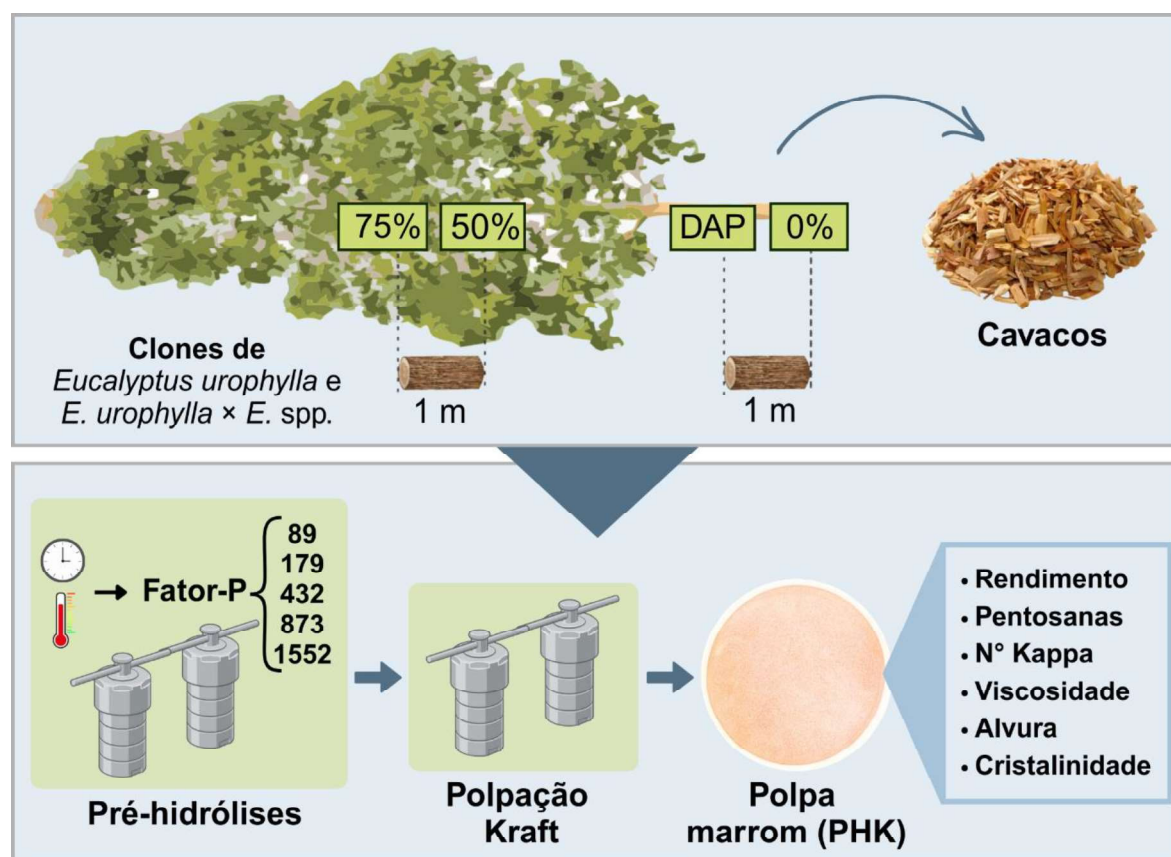 75%
50%
DAP
0%
Clones de
Eucalyptus urophylla e
E. urophylla × E. spp.
1 m
1 m
Cavacos
Fator-P
89
179
432
873
1552
Pré-hidrólises
Polpação
Kraft
Polpa
marrom (PHK)
• Rendimento
• Pentosanas
• N° Kappa
• Viscosidade
• Alvura
• Cristalinidade